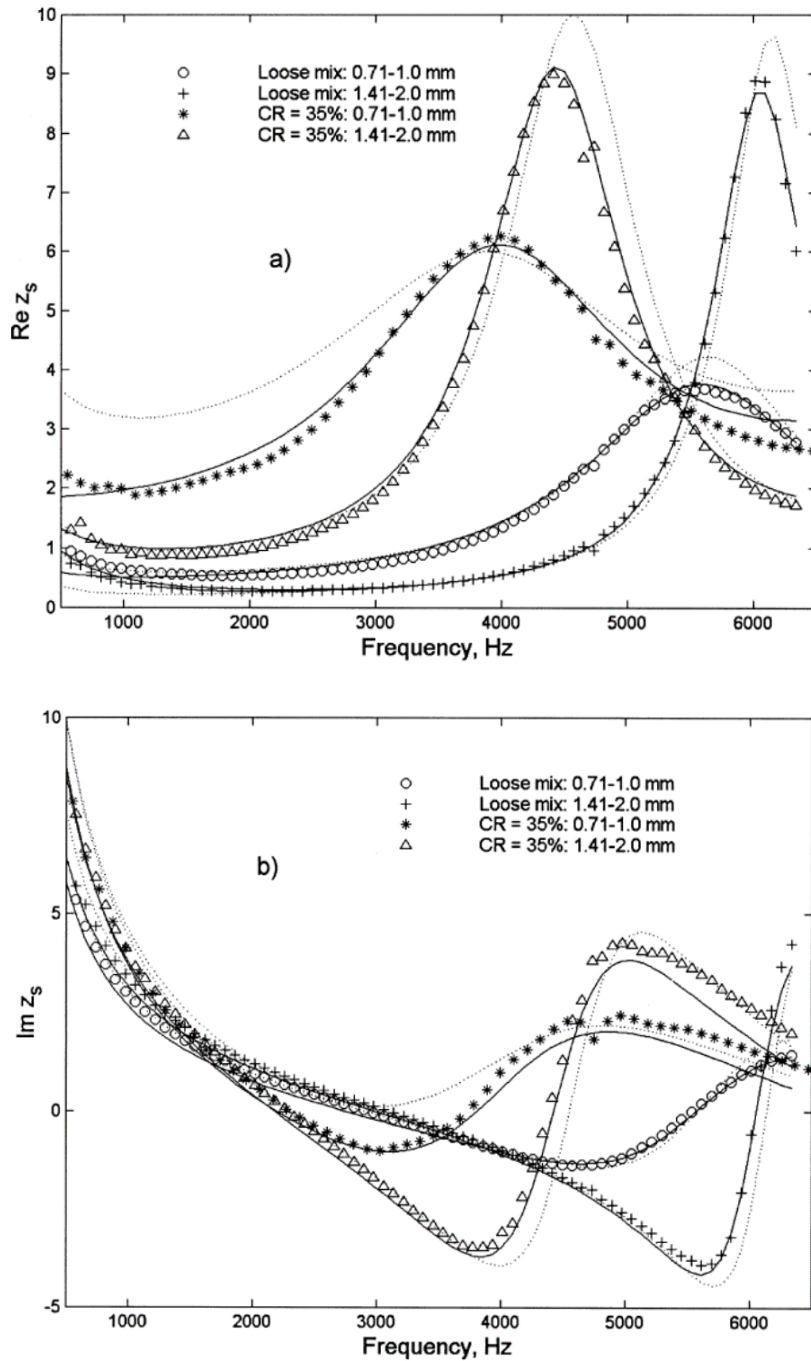 10
9
8
7
6
5
4
3
2
1
0
Re z_s
Loose mix: 0.71-1.0 mm
Loose mix: 1.41-2.0 mm
CR = 35%: 0.71-1.0 mm
CR = 35%: 1.41-2.0 mm
a)
1000 2000 3000 4000 5000 6000
Frequency, Hz
10
5
0
-5
Im z_s
Loose mix: 0.71-1.0 mm
Loose mix: 1.41-2.0 mm
CR = 35%: 0.71-1.0 mm
CR = 35%: 1.41-2.0 mm
b)
1000 2000 3000 4000 5000 6000
Frequency, Hz